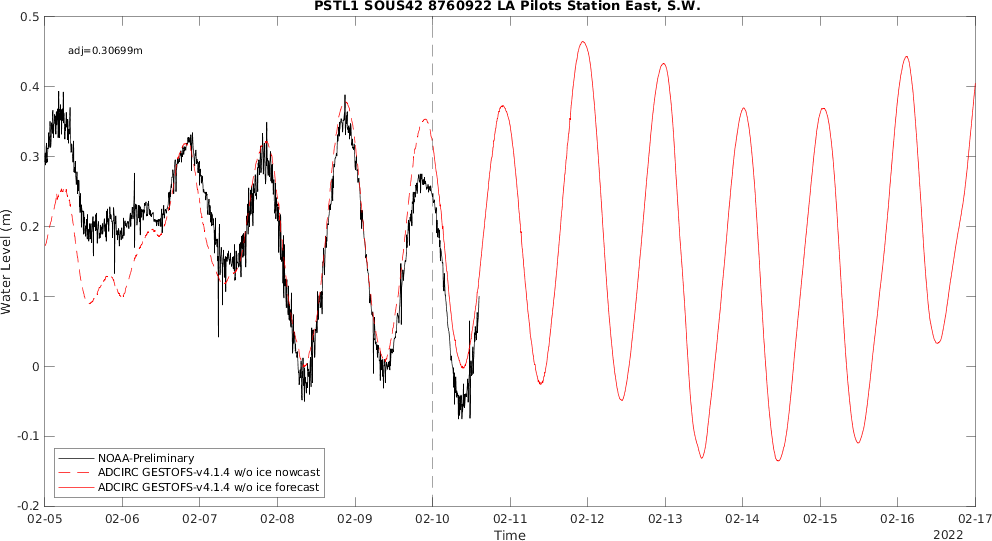 PSTL1 SOUS42 8760922 LA Pilots Station East, S.W.
adj=0.30699m
0.5
0.4
0.3
0.2
0.1
0
-0.1
-0.2
Water Level (m)
NOAA-Preliminary
ADCIRC GESTOFS-v4.1.4 w/o ice nowcast
ADCIRC GESTOFS-v4.1.4 w/o ice forecast
02-05 02-06 02-07 02-08 02-09 02-10 02-11 02-12 02-13 02-14 02-15 02-16 02-17
Time
2022